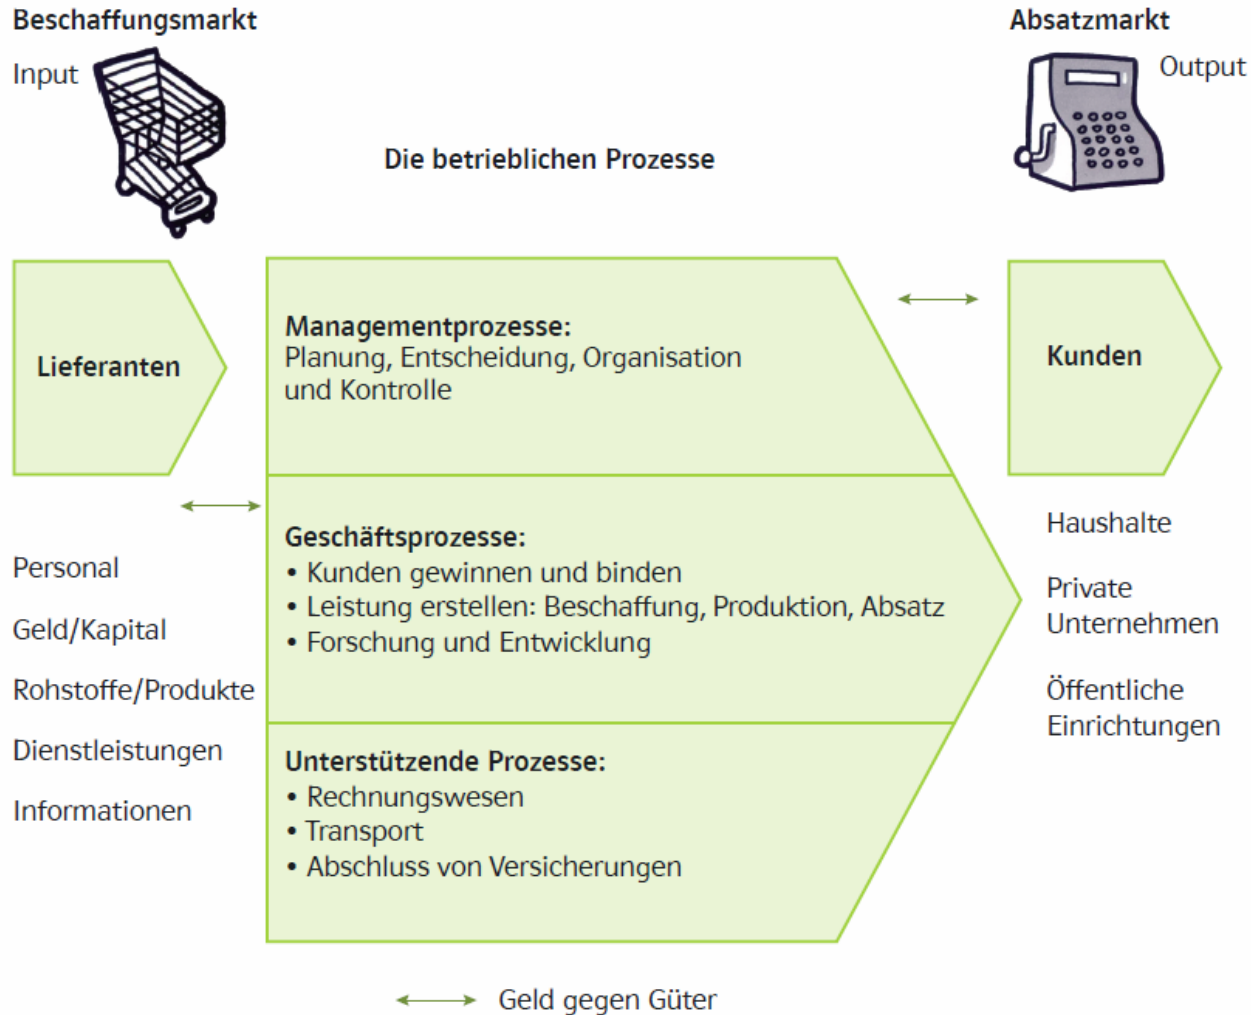 Beschaffungsmarkt
Input
Absatzmarkt
Output
Die betrieblichen Prozesse
Lieferanten
Personal
Geld/Kapital
Rohstoffe/Produkte
Dienstleistungen
Informationen
Managementprozesse:
Planung, Entscheidung, Organisation
und Kontrolle
Geschäftsprozesse:
• Kunden gewinnen und binden
• Leistung erstellen: Beschaffung, Produktion, Absatz
• Forschung und Entwicklung
Unterstützende Prozesse:
• Rechnungswesen
• Transport
• Abschluss von Versicherungen
Kunden
Haushalte
Private
Unternehmen
Öffentliche
Einrichtungen
Geld gegen Güter